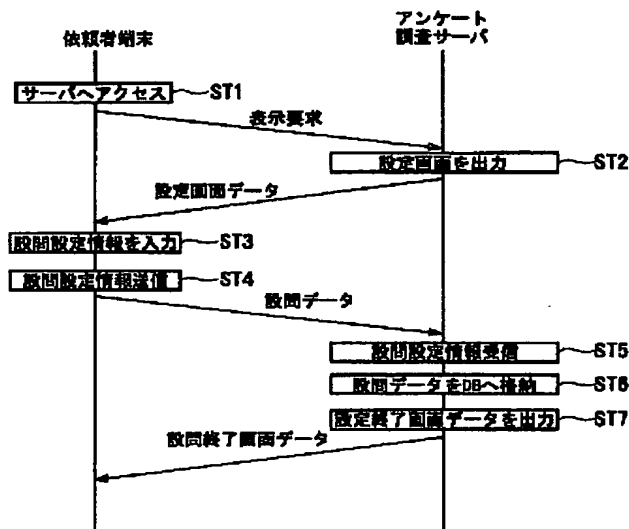 依頼者端末
アンケート
調査サーバ
サーバへアクセス
ST1
表示要求
設定画面を出力
ST2
設定画面データ
設問設定情報を入力
ST3
設問設定情報送信
ST4
設問データ
設問設定情報受信
ST5
設問データをDBへ格納
ST6
設定終了画面データを出力
ST7
設問終了画面データ